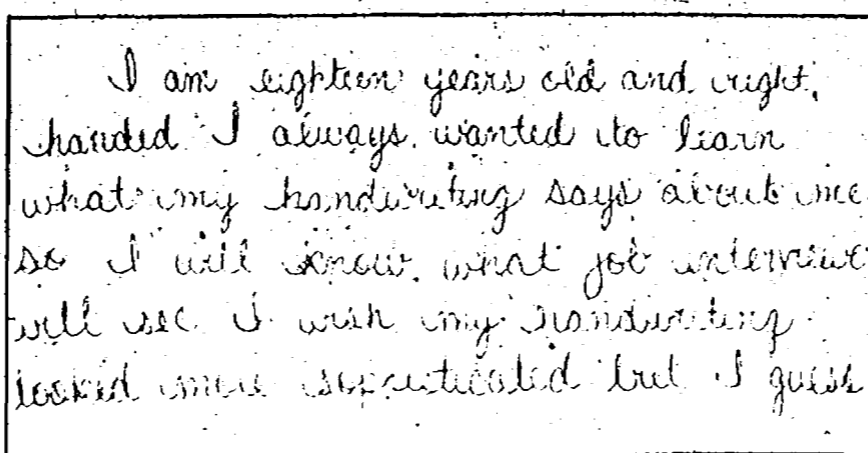 I am eighteen years old and right
handed I always wanted to learn
what my handwriting says about me
so I will know what job interviewe
will see I wish my handwriting
looked more sophisticated but I guess